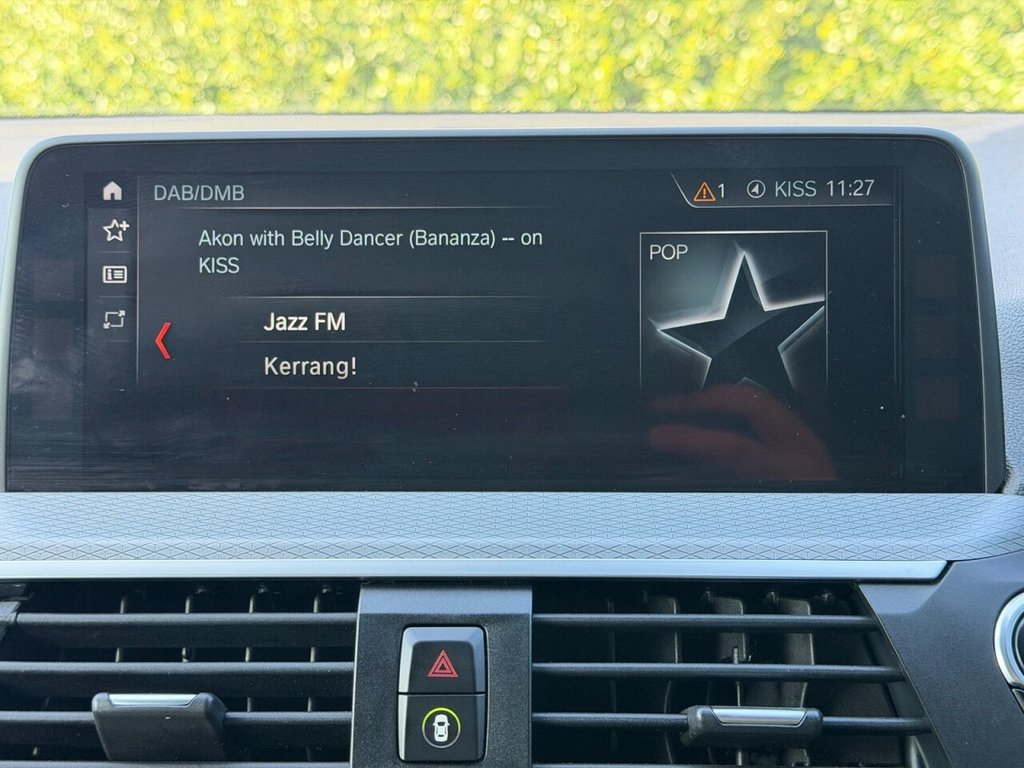 DAB/DMB
1 KISS 11:27
Akon with Belly Dancer (Bananza) -- on
KISS
POP
Jazz FM
Kerrang!